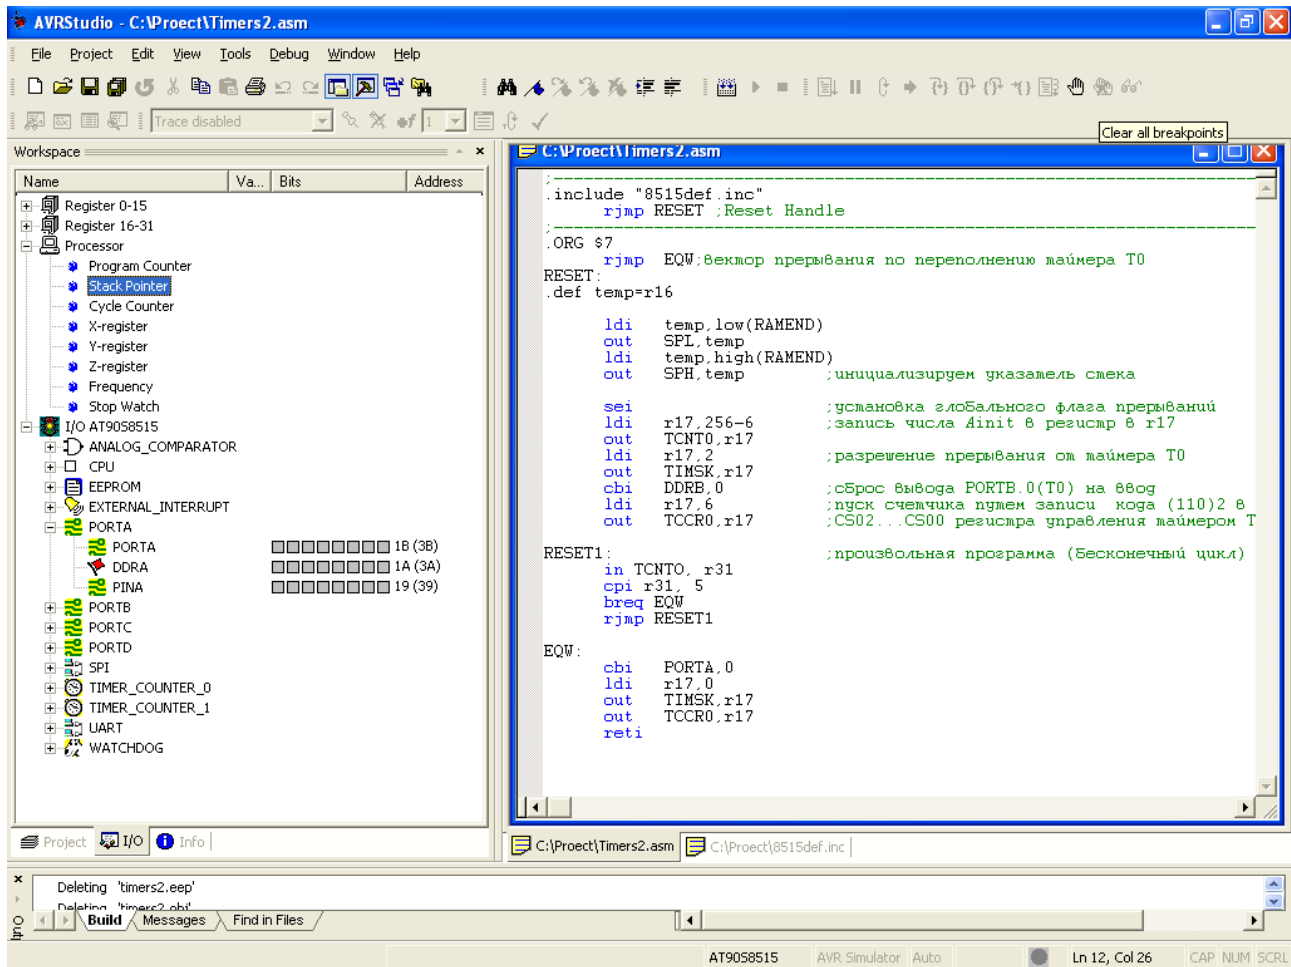 AVRStudio - C:\Proect\Timers2.asm
File Project Edit View Tools Debug Window Help
Trace disabled
1
Clear all breakpoints
Workspace
Name Va... Bits Address
Register 0-15
Register 16-31
Processor
Program Counter
Stack Pointer
Cycle Counter
X-register
Y-register
Z-register
Frequency
Stop Watch
I/O AT90S8515
ANALOG_COMPARATOR
CPU
EEPROM
EXTERNAL_INTERRUPT
PORTA
PORTA 1B (3B)
DDRA 1A (3A)
PINA 19 (39)
PORTB
PORTC
PORTD
SPI
TIMER_COUNTER_0
TIMER_COUNTER_1
UART
WATCHDOG
Project I/O Info
C:\Proect\Timers2.asm
;------------------------------------------------------------
.include "8515def.inc"
rjmp RESET ;Reset Handle
;------------------------------------------------------------
.ORG $7
rjmp EQW;вектор прерывания по переполнению таймера T0
RESET:
.def temp=r16
ldi temp,low(RAMEND)
out SPL,temp
ldi temp,high(RAMEND)
out SPH,temp ;инициализируем указатель стека
sei ;установка глобального флага прерываний
ldi r17,256-6 ;запись числа Ainit в регистр в r17
out TCNT0,r17
ldi r17,2 ;разрешение прерывания от таймера T0
out TIMSK,r17
cbi DDRB,0 ;сброс вывода PORTB.0(T0) на ввод
ldi r17,6 ;пуск счетчика путем записи кода (110)2 в
out TCCR0,r17 ;CS02...CS00 регистра управления таймером T
RESET1: ;произвольная программа (бесконечный цикл)
in TCNT0, r31
cpi r31, 5
breq EQW
rjmp RESET1
EQW:
cbi PORTA,0
ldi r17,0
out TIMSK,r17
out TCCR0,r17
reti
C:\Proect\Timers2.asm C:\Proect\8515def.inc
Deleting 'timers2.eep'
Deleting 'timers2.obj'
Build Messages Find in Files
AT90S8515 AVR Simulator Auto Ln 12, Col 26 CAP NUM SCRL